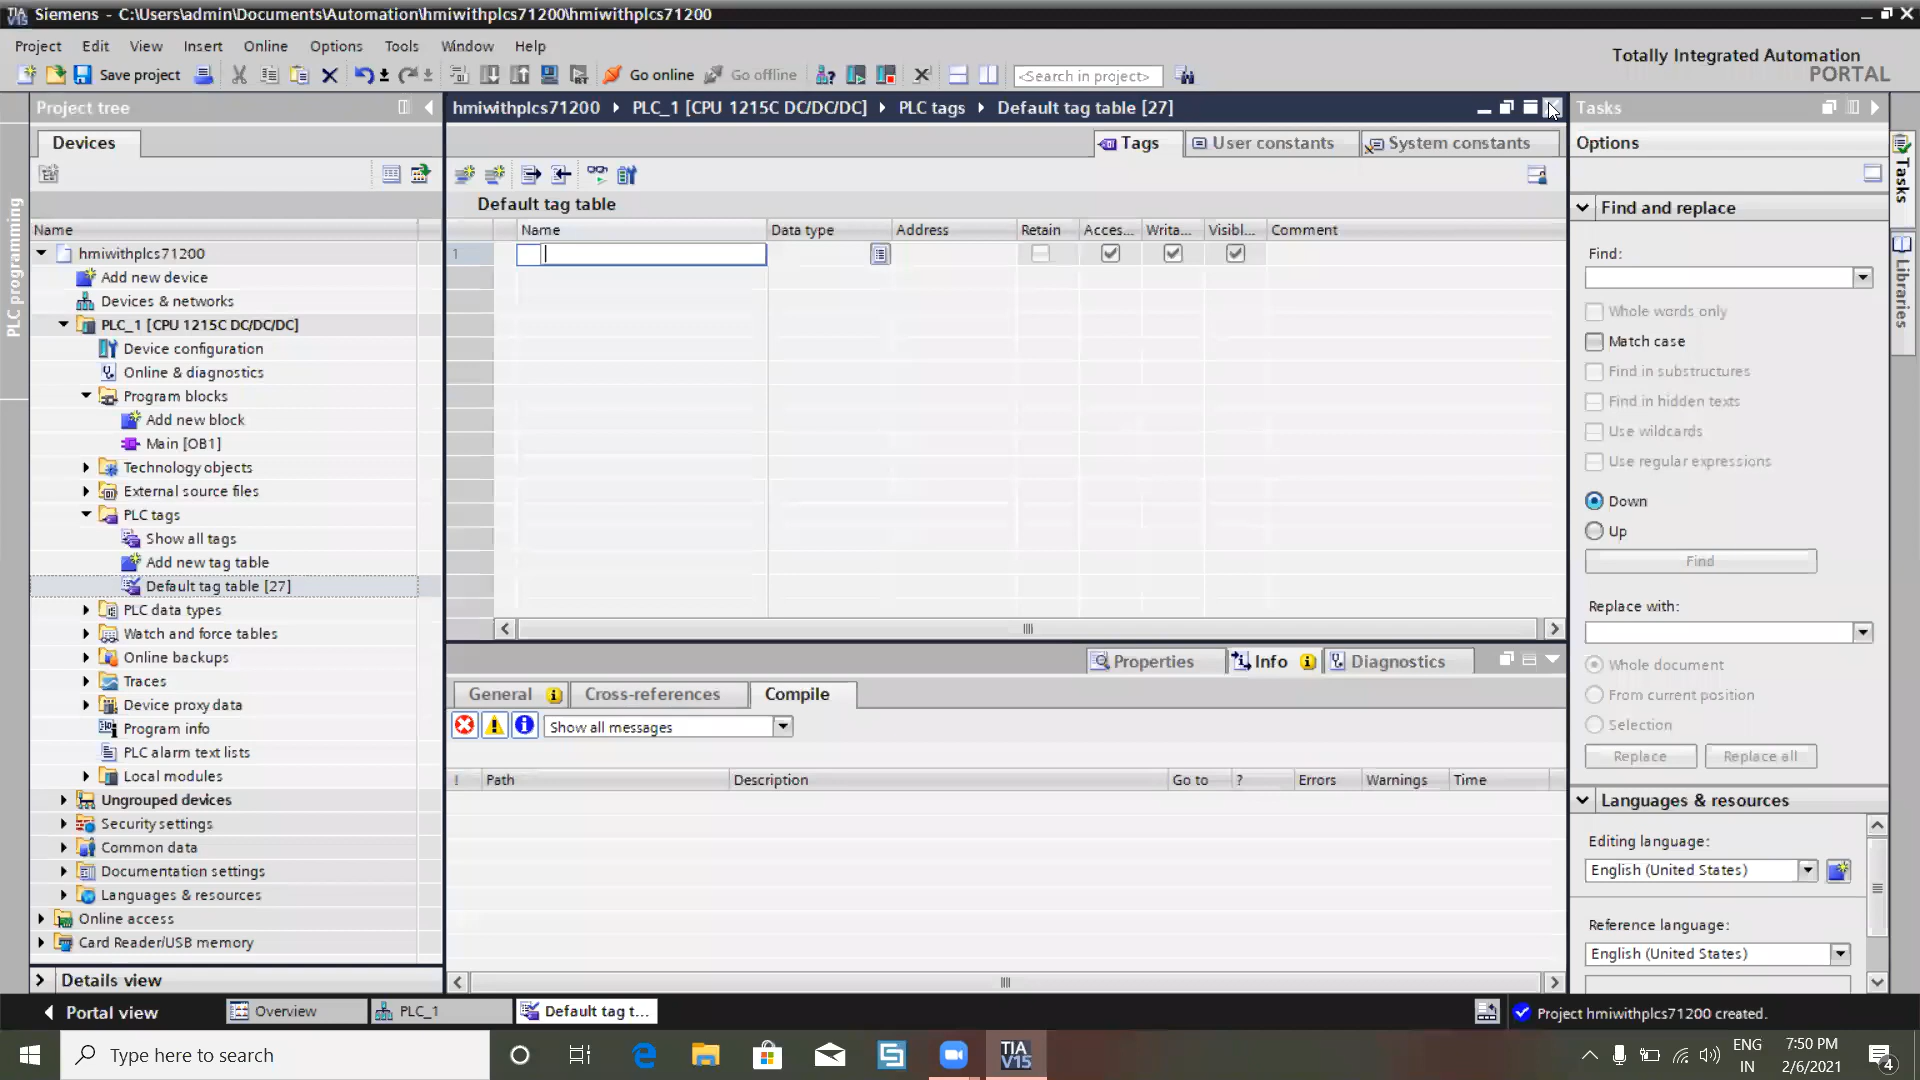 Siemens - C:\Users\admin\Documents\Automation\hmiwithplcs71200\hmiwithplcs71200
Project Edit View Insert Online Options Tools Window Help
Totally Integrated Automation
PORTAL
Save project
Go online
Go offline
<Search in project>
Project tree
hmiwithplcs71200 PLC_1 [CPU 1215C DC/DC/DC] PLC tags Default tag table [27]
Tasks
Devices
Tags
User constants
System constants
Options
Default tag table
Find and replace
Name
Name Data type Address Retain Acces... Writa... Visibl... Comment
1
hmiwithplcs71200
Add new device
Devices & networks
PLC_1 [CPU 1215C DC/DC/DC]
Device configuration
Online & diagnostics
Program blocks
Add new block
Main [OB1]
Technology objects
External source files
PLC tags
Show all tags
Add new tag table
Default tag table [27]
PLC data types
Watch and force tables
Online backups
Traces
Device proxy data
Program info
PLC alarm text lists
Local modules
Ungrouped devices
Security settings
Common data
Documentation settings
Languages & resources
Online access
Card Reader/USB memory
Details view
PLC programming
Find:
Whole words only
Match case
Find in substructures
Find in hidden texts
Use wildcards
Use regular expressions
Down
Up
Find
Replace with:
Whole document
From current position
Selection
Replace
Replace all
Languages & resources
Editing language:
English (United States)
Reference language:
English (United States)
Tasks
Libraries
Properties
Info
Diagnostics
General
Cross-references
Compile
Show all messages
! Path Description Go to ? Errors Warnings Time
Portal view
Overview
PLC_1
Default tag t...
Project hmiwithplcs71200 created.
Type here to search
TIA
V15
ENG
IN
7:50 PM
2/6/2021
4